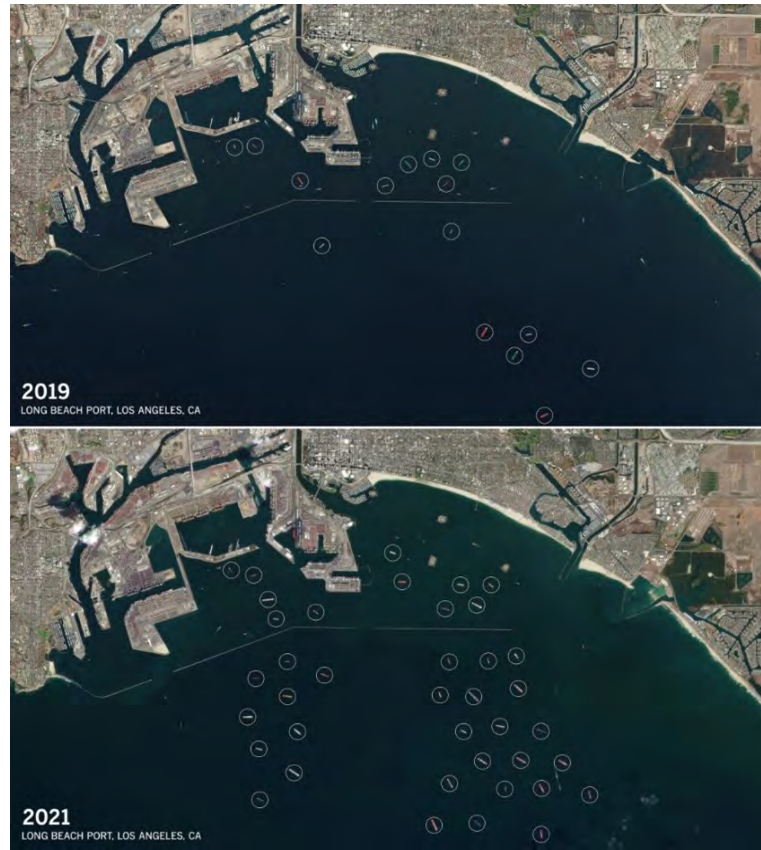 2019
LONG BEACH PORT, LOS ANGELES, CA
2021
LONG BEACH PORT, LOS ANGELES, CA